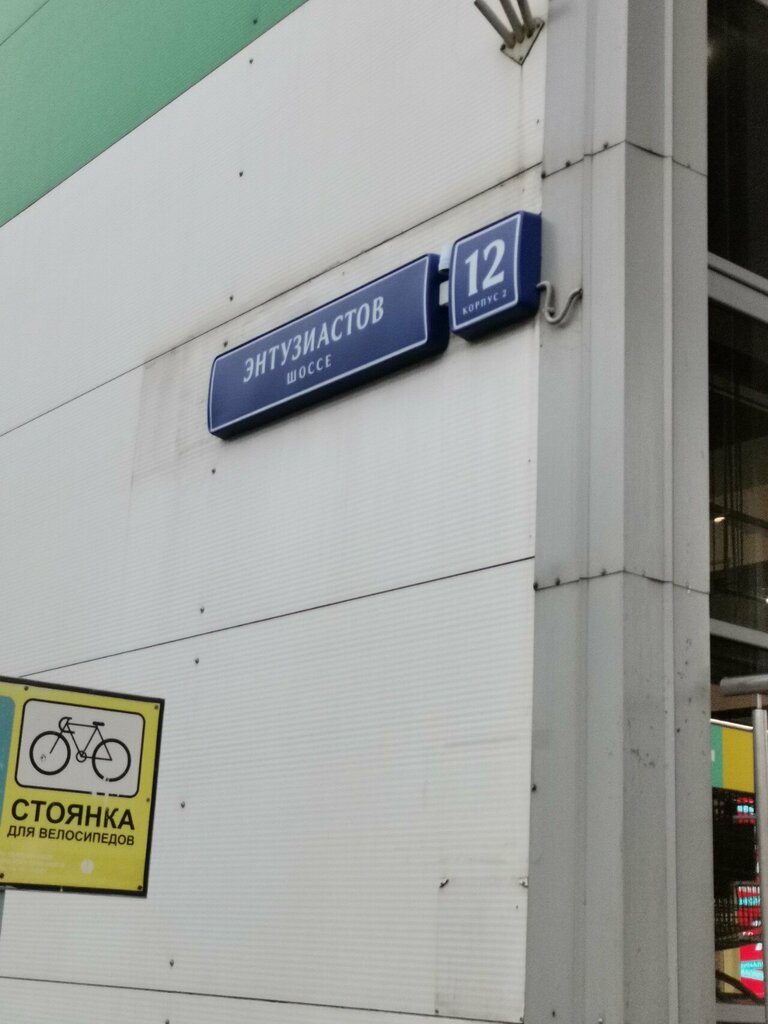 ЭНТУЗИАСТОВ
ШОССЕ
12
КОРПУС 2
СТОЯНКА
ДЛЯ ВЕЛОСИПЕДОВ